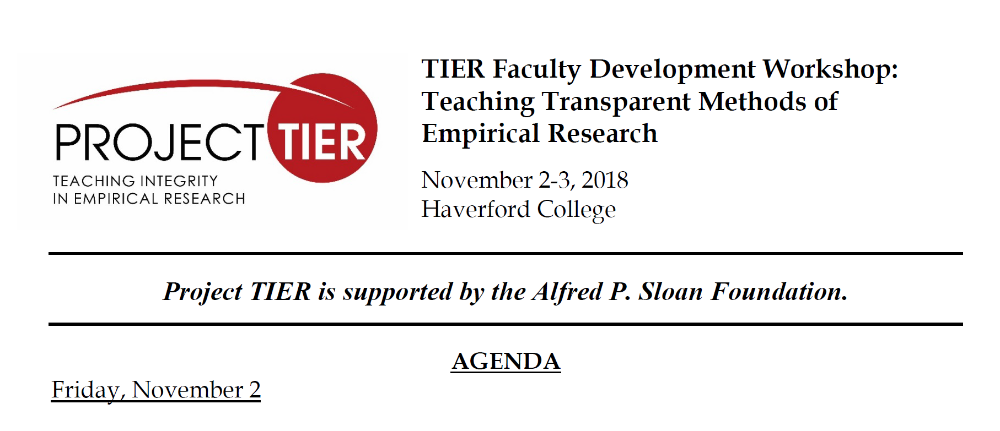 PROJECT TIER
TEACHING INTEGRITY
IN EMPIRICAL RESEARCH
TIER Faculty Development Workshop:
Teaching Transparent Methods of
Empirical Research
November 2-3, 2018
Haverford College
Project TIER is supported by the Alfred P. Sloan Foundation.
AGENDA
Friday, November 2